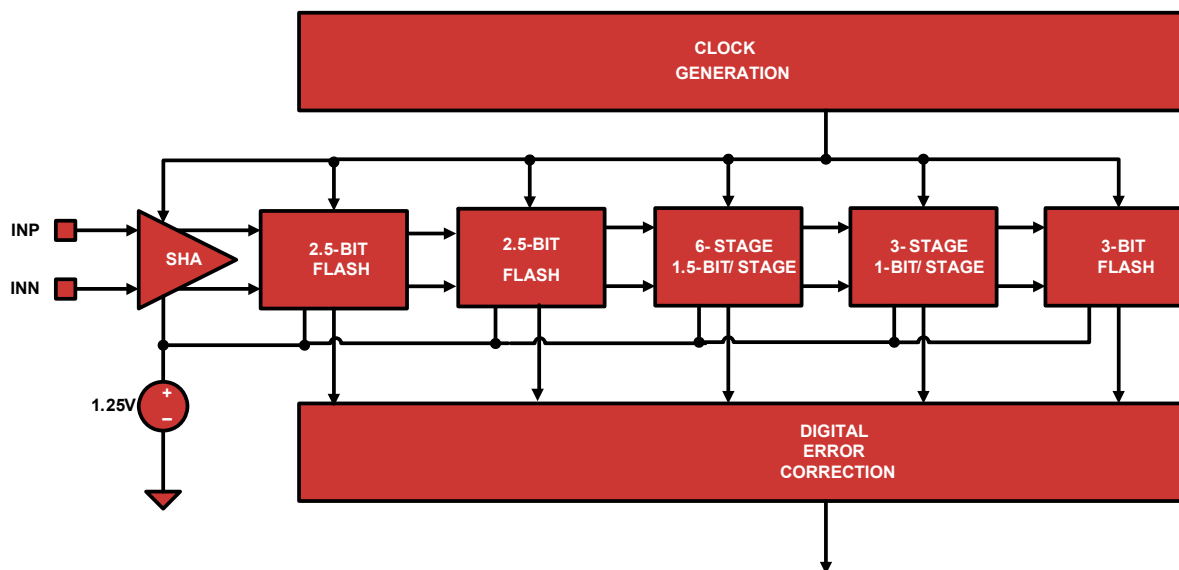 CLOCK
GENERATION
INP
INN
SHA
2.5-BIT
FLASH
2.5-BIT
FLASH
6- STAGE
1.5-BIT/ STAGE
3- STAGE
1-BIT/ STAGE
3-BIT
FLASH
1.25V
+
−
DIGITAL
ERROR
CORRECTION